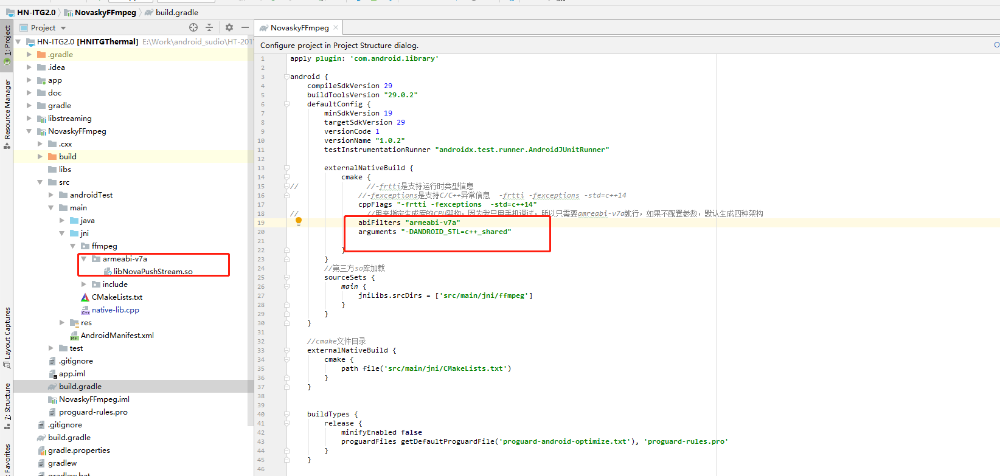 HN-ITG2.0 NovaskyFFmpeg build.gradle
Project
NovaskyFFmpeg
1: Project
Resource Manager
Layout Captures
7: Structure
Favorites
HN-ITG2.0 [HNITGThermal] E:\Work\android_sudio\HT-201
.gradle
.idea
app
doc
gradle
libstreaming
NovaskyFFmpeg
.cxx
build
libs
src
androidTest
main
java
jni
ffmpeg
armeabi-v7a
libNovaPushStream.so
include
CMakeLists.txt
native-lib.cpp
res
AndroidManifest.xml
test
.gitignore
app.iml
build.gradle
NovaskyFFmpeg.iml
proguard-rules.pro
.gitignore
build.gradle
gradle.properties
gradlew
gradlew.bat
Configure project in Project Structure dialog.
1 apply plugin: 'com.android.library'
2
3 android {
4 compileSdkVersion 29
5 buildToolsVersion "29.0.2"
6 defaultConfig {
7 minSdkVersion 19
8 targetSdkVersion 29
9 versionCode 1
10 versionName "1.0.2"
11 testInstrumentationRunner "androidx.test.runner.AndroidJUnitRunner"
12
13 externalNativeBuild {
14 cmake {
15 // //-frtti是支持运行时类型信息
16 //-fexceptions是支持C/C++异常信息 -frtti -fexceptions -std=c++14
17 cppFlags "-frtti -fexceptions -std=c++14"
18 // //用来指定生成库的CPU架构，因为我只用手机调试，所以只需要amreabi-v7a就行，如果不配置参数，默认生成四种架构
19 abiFilters "armeabi-v7a"
20 arguments "-DANDROID_STL=c++_shared"
21
22 }
23 }
24 //第三方so库加载
25 sourceSets {
26 main {
27 jniLibs.srcDirs = ['src/main/jni/ffmpeg']
28 }
29 }
30 }
31
32 //cmake文件目录
33 externalNativeBuild {
34 cmake {
35 path file('src/main/jni/CMakeLists.txt')
36 }
37 }
38
39
40 buildTypes {
41 release {
42 minifyEnabled false
43 proguardFiles getDefaultProguardFile('proguard-android-optimize.txt'), 'proguard-rules.pro'
44 }
45 }
46